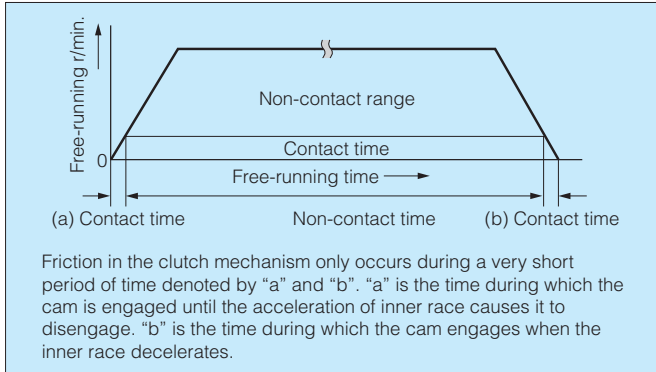 Free-running r/min.
Non-contact range
0
Contact time
Free-running time
(a) Contact time Non-contact time (b) Contact time
Friction in the clutch mechanism only occurs during a very short
period of time denoted by “a” and “b”. “a” is the time during which the
cam is engaged until the acceleration of inner race causes it to
disengage. “b” is the time during which the cam engages when the
inner race decelerates.